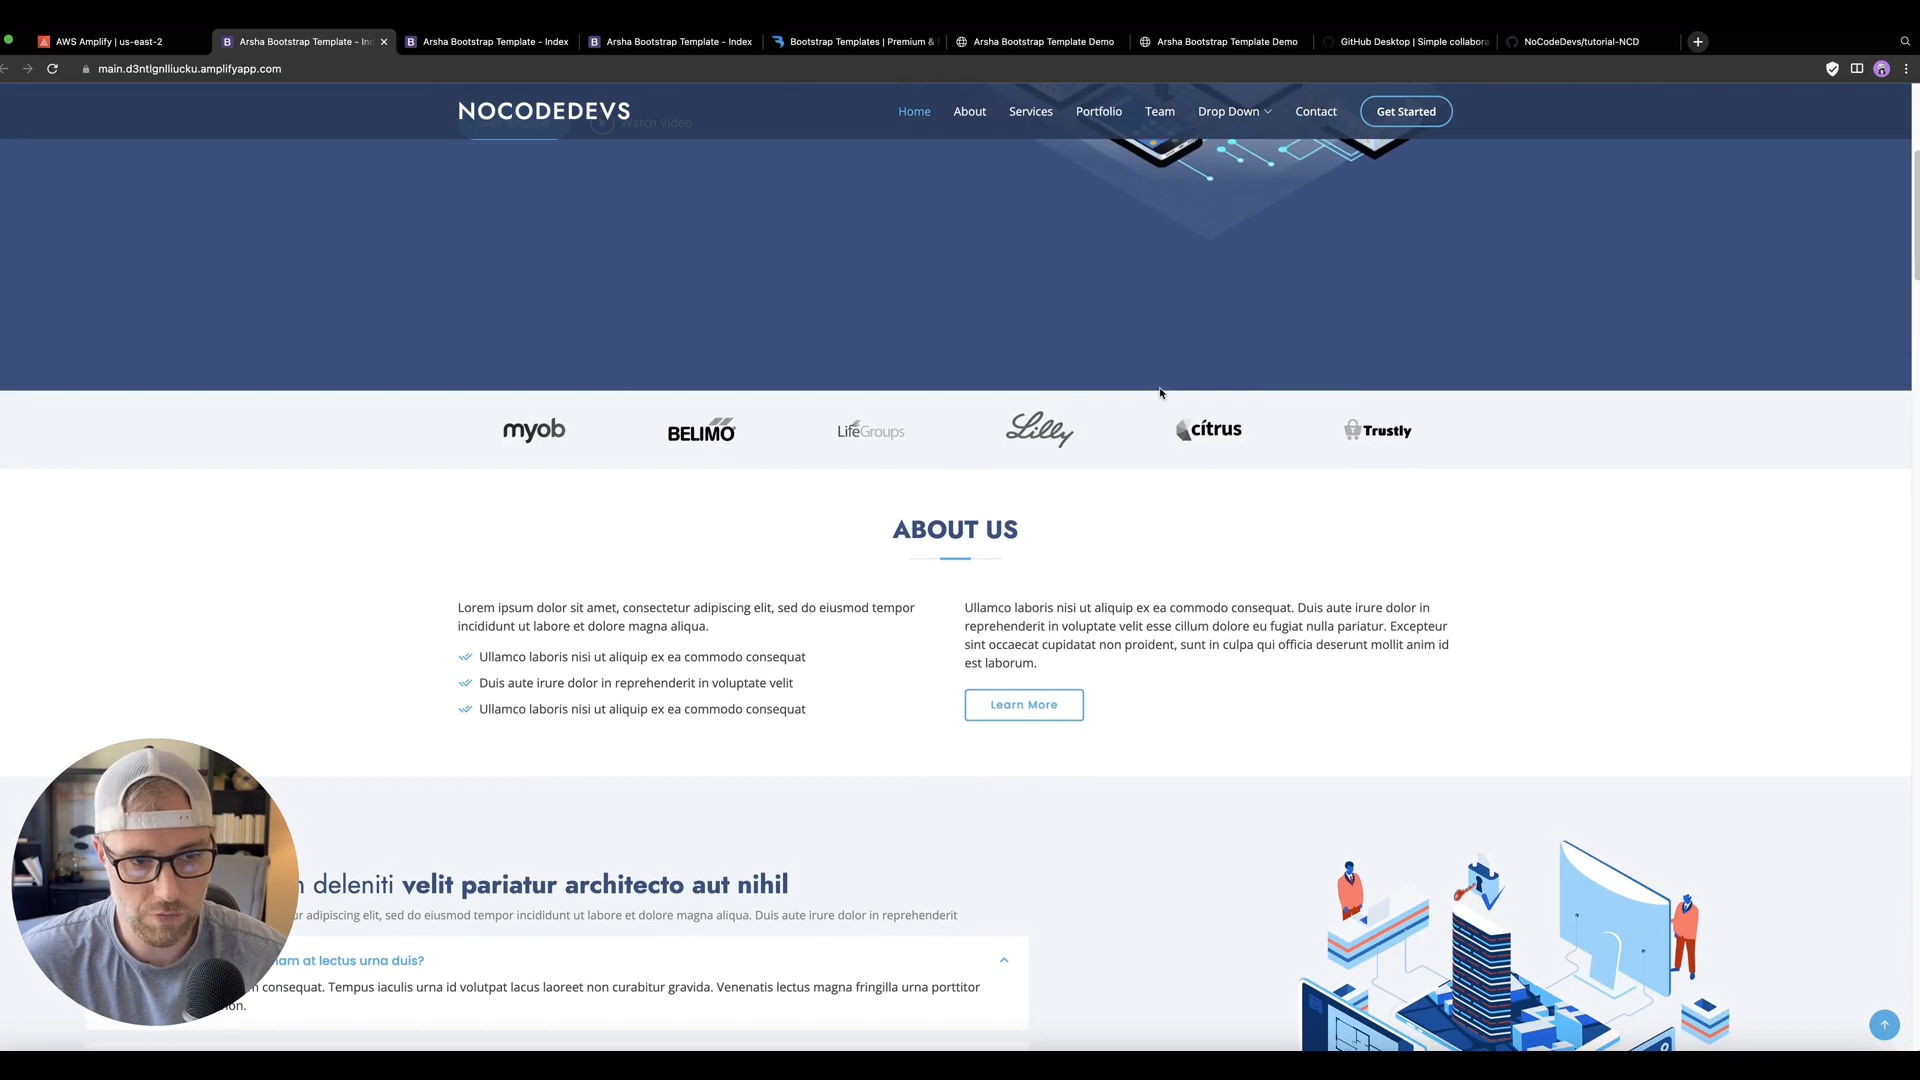 AWS Amplify | us-east-2
Arsha Bootstrap Template - Ind
Arsha Bootstrap Template - Index
Arsha Bootstrap Template - Index
Bootstrap Templates | Premium &
Arsha Bootstrap Template Demo
Arsha Bootstrap Template Demo
GitHub Desktop | Simple collabora
NoCodeDevs/tutorial-NCD
main.d3ntlgnlliucku.amplifyapp.com
NOCODEDEVS
Watch Video
Home
About
Services
Portfolio
Team
Drop Down
Contact
Get Started
myob
BELIMO
LifeGroups
Lilly
citrus
Trustly
ABOUT US
Lorem ipsum dolor sit amet, consectetur adipiscing elit, sed do eiusmod tempor
incididunt ut labore et dolore magna aliqua.
Ullamco laboris nisi ut aliquip ex ea commodo consequat
Duis aute irure dolor in reprehenderit in voluptate velit
Ullamco laboris nisi ut aliquip ex ea commodo consequat
Ullamco laboris nisi ut aliquip ex ea commodo consequat. Duis aute irure dolor in
reprehenderit in voluptate velit esse cillum dolore eu fugiat nulla pariatur. Excepteur
sint occaecat cupidatat non proident, sunt in culpa qui officia deserunt mollit anim id
est laborum.
Learn More
deleniti velit pariatur architecto aut nihil
adipiscing elit, sed do eiusmod tempor incididunt ut labore et dolore magna aliqua. Duis aute irure dolor in reprehenderit
at lectus urna duis?
consequat. Tempus iaculis urna id volutpat lacus laoreet non curabitur gravida. Venenatis lectus magna fringilla urna porttitor